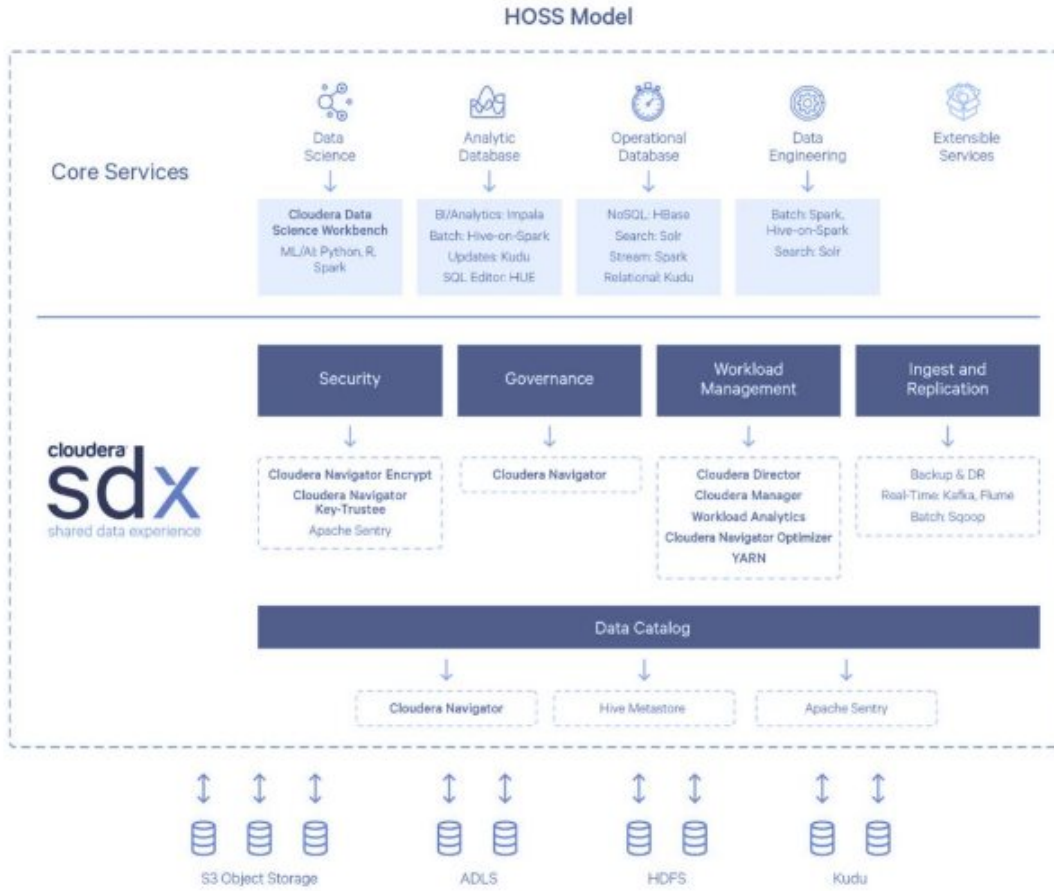 HOSS Model
Core Services
Data
Science
Analytic
Database
Operational
Database
Data
Engineering
Extensible
Services
Cloudera Data
Science Workbench
ML/AI: Python, R,
Spark
BI/Analytics: Impala
Batch: Hive-on-Spark
Updates: Kudu
SQL Editor: HUE
NoSQL: HBase
Search: Solr
Stream: Spark
Relational: Kudu
Batch: Spark,
Hive-on-Spark
Search: Solr
cloudera
sdx
shared data experience
Security
Governance
Workload
Management
Ingest and
Replication
Cloudera Navigator Encrypt
Cloudera Navigator
Key-Trustee
Apache Sentry
Cloudera Navigator
Cloudera Director
Cloudera Manager
Workload Analytics
Cloudera Navigator Optimizer
YARN
Backup & DR
Real-Time: Kafka, Flume
Batch: Sqoop
Data Catalog
Cloudera Navigator
Hive Metastore
Apache Sentry
S3 Object Storage
ADLS
HDFS
Kudu